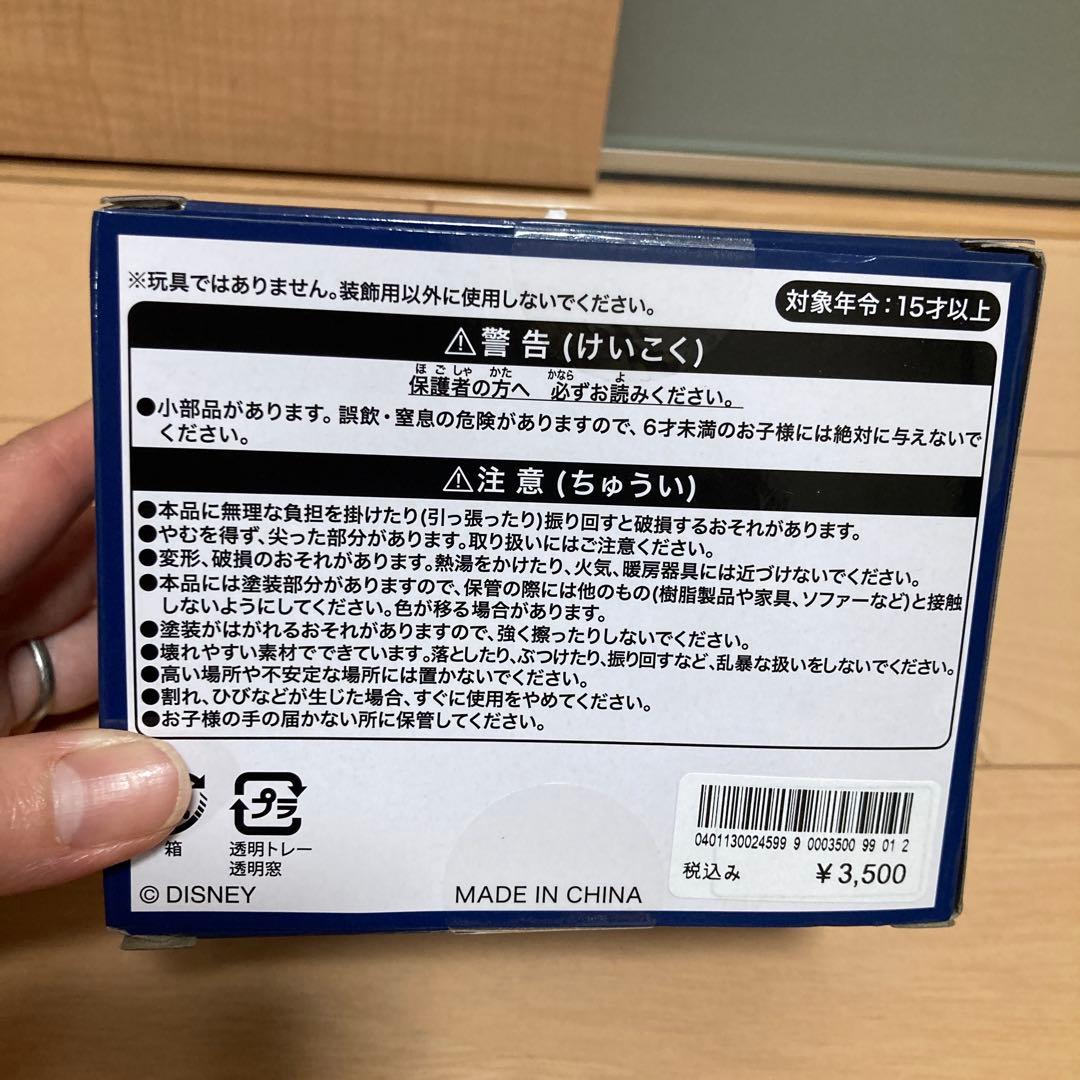 ※玩具ではありません。装飾用以外に使用しないでください。
対象年令：15才以上
⚠警告(けいこく)
ほごしゃ かた かなら よ
保護者の方へ 必ずお読みください。
●小部品があります。誤飲・窒息の危険がありますので、6才未満のお子様には絶対に与えないで
ください。
⚠注意(ちゅうい)
●本品に無理な負担を掛けたり(引っ張ったり)振り回すと破損するおそれがあります。
●やむを得ず、尖った部分があります。取り扱いにはご注意ください。
●変形、破損のおそれがあります。熱湯をかけたり、火気、暖房器具には近づけないでください。
●本品には塗装部分がありますので、保管の際には他のもの(樹脂製品や家具、ソファーなど)と接触
しないようにしてください。色が移る場合があります。
●塗装がはがれるおそれがありますので、強く擦ったりしないでください。
●壊れやすい素材でできています。落としたり、ぶつけたり、振り回すなど、乱暴な扱いをしないでください。
●高い場所や不安定な場所には置かないでください。
●割れ、ひびなどが生じた場合、すぐに使用をやめてください。
●お子様の手の届かない所に保管してください。
プラ
箱
透明トレー
透明窓
0401130024599 9 0003500 99 01 2
税込み ¥3,500
© DISNEY
MADE IN CHINA